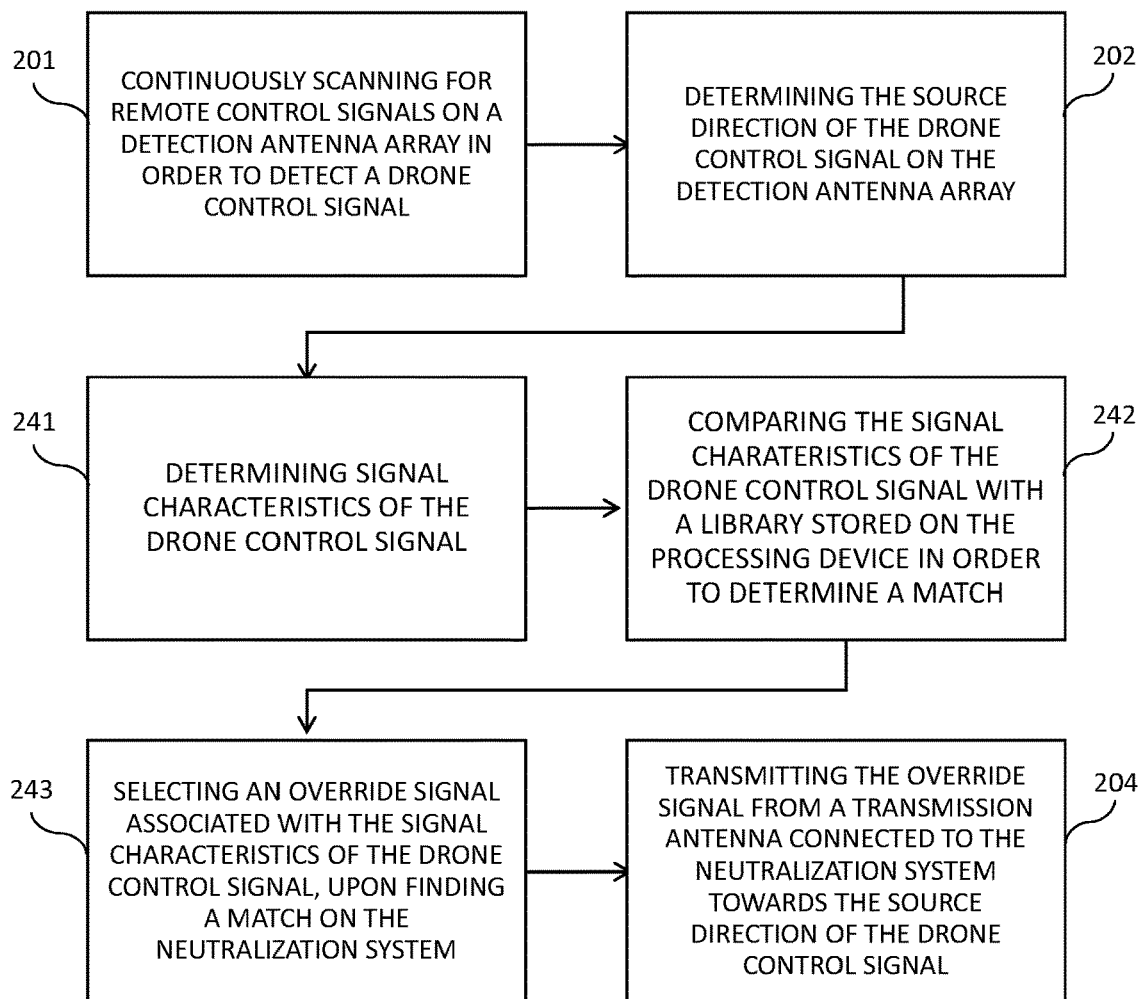 201
CONTINUOUSLY SCANNING FOR
REMOTE CONTROL SIGNALS ON A
DETECTION ANTENNA ARRAY IN
ORDER TO DETECT A DRONE
CONTROL SIGNAL
202
DETERMINING THE SOURCE
DIRECTION OF THE DRONE
CONTROL SIGNAL ON THE
DETECTION ANTENNA ARRAY
241
DETERMINING SIGNAL
CHARACTERISTICS OF THE
DRONE CONTROL SIGNAL
242
COMPARING THE SIGNAL
CHARATERISTICS OF THE
DRONE CONTROL SIGNAL WITH
A LIBRARY STORED ON THE
PROCESSING DEVICE IN ORDER
TO DETERMINE A MATCH
243
SELECTING AN OVERRIDE SIGNAL
ASSOCIATED WITH THE SIGNAL
CHARACTERISTICS OF THE DRONE
CONTROL SIGNAL, UPON FINDING
A MATCH ON THE
NEUTRALIZATION SYSTEM
204
TRANSMITTING THE OVERRIDE
SIGNAL FROM A TRANSMISSION
ANTENNA CONNECTED TO THE
NEUTRALIZATION SYSTEM
TOWARDS THE SOURCE
DIRECTION OF THE DRONE
CONTROL SIGNAL